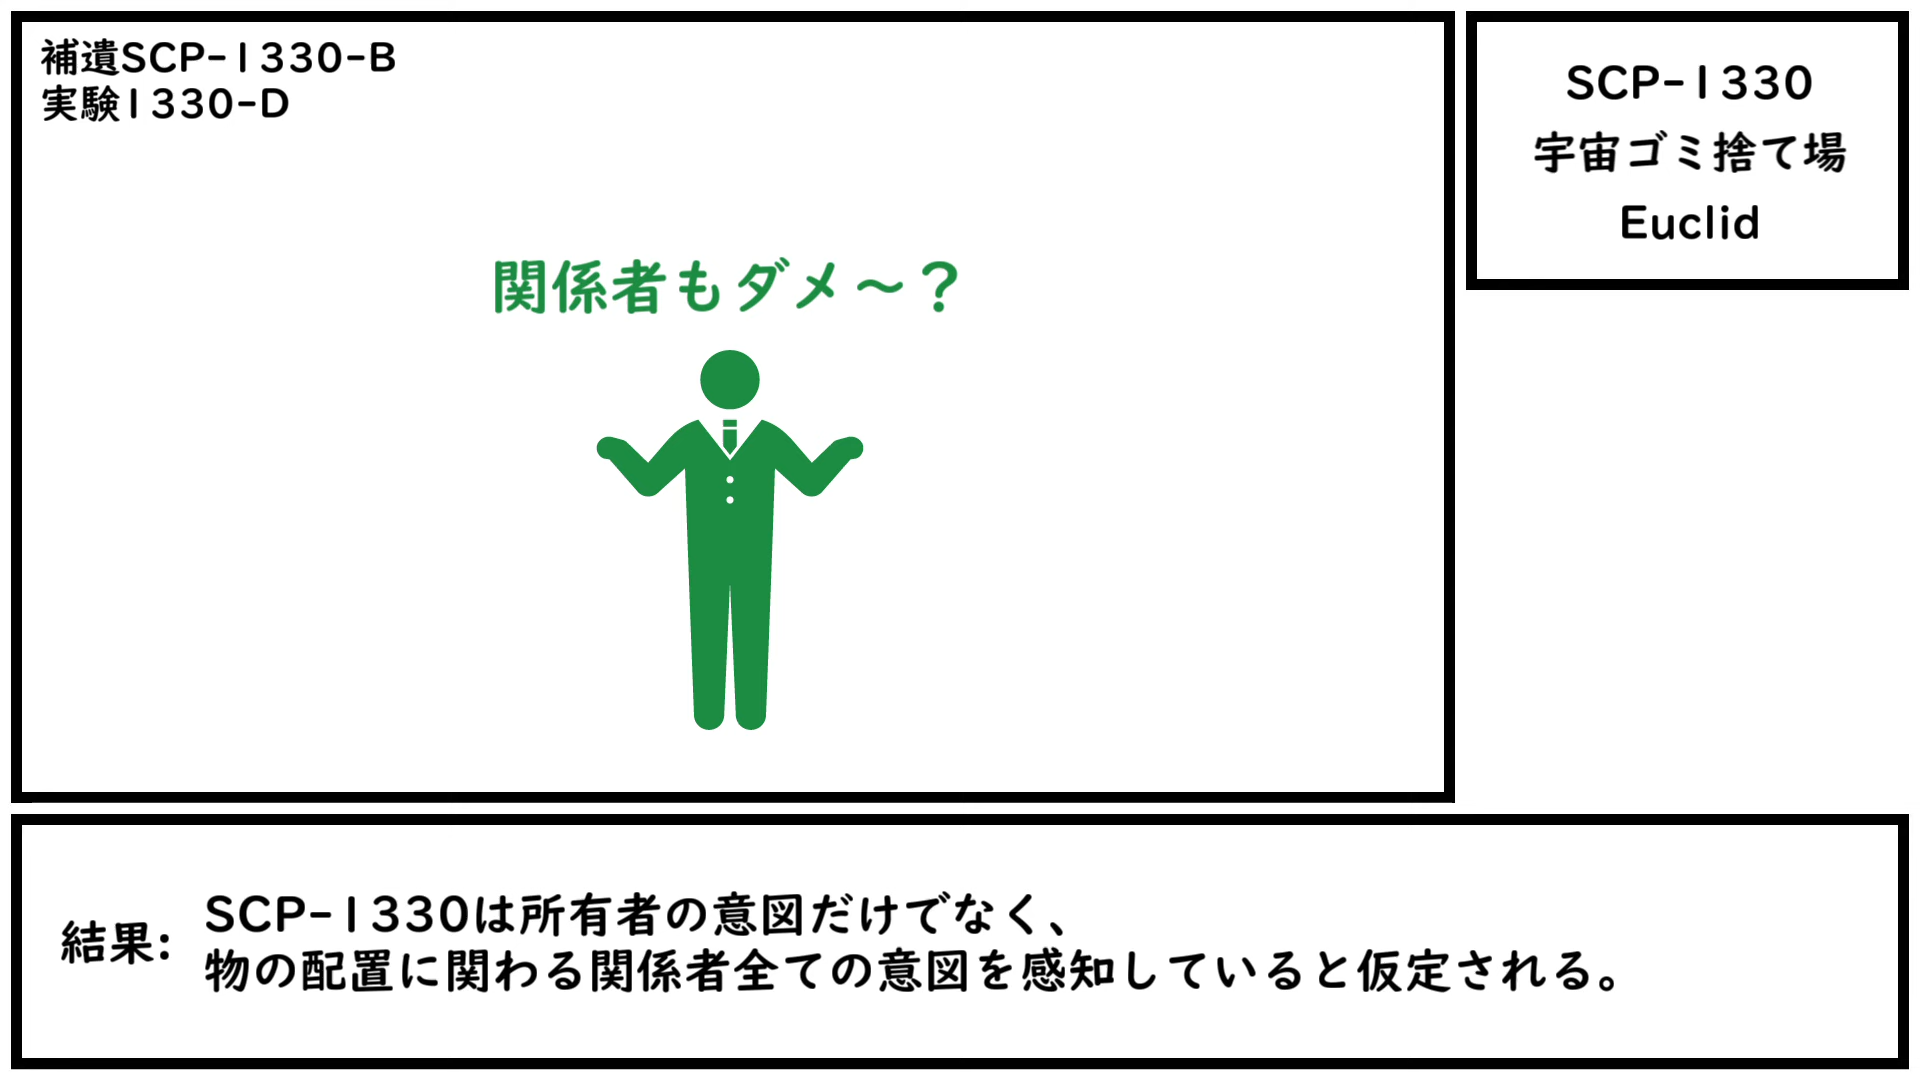 補遺SCP-1330-B
実験1330-D
SCP-1330
宇宙ゴミ捨て場
Euclid
関係者もダメ～？
結果:
SCP-1330は所有者の意図だけでなく、
物の配置に関わる関係者全ての意図を感知していると仮定される。